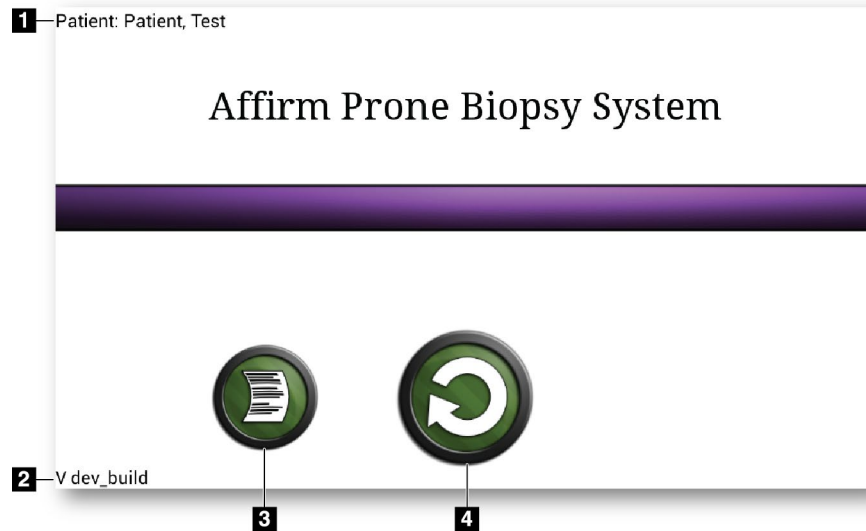 1
Patient: Patient, Test
Affirm Prone Biopsy System
2
V dev_build
3
4